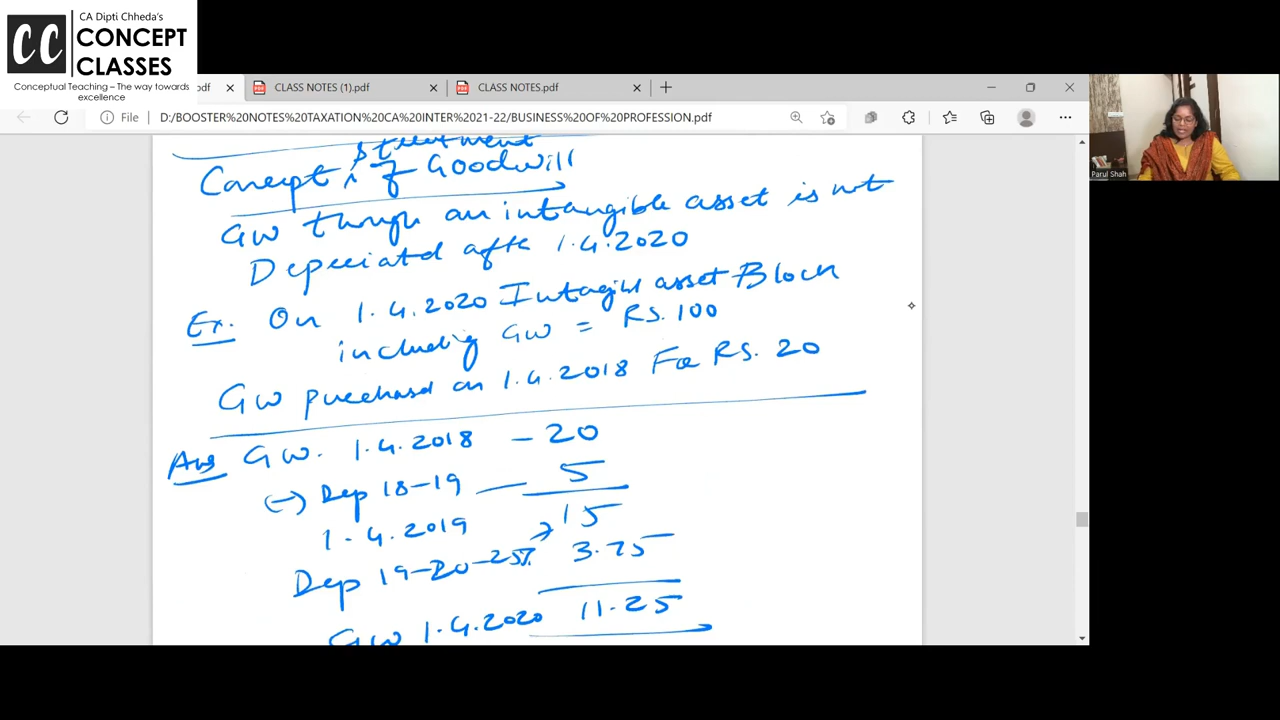 CA Dipti Chheda's
CC
CONCEPT
CLASSES
Conceptual Teaching – The way towards
excellence
pdf
CLASS NOTES (1).pdf
CLASS NOTES.pdf
File
D:/BOOSTER%20NOTES%20TAXATION%20CA%20INTER%202021-22/BUSINESS%20OF%20PROFESSION.pdf
Parul Shah
treatment
Concept of Goodwill
GW though an intangible asset is not
Depreciated after 1.4.2020
Ex. On 1.4.2020 Intagible asset Block
including GW = RS. 100
GW purchased on 1.4.2018 For RS. 20
Ans GW. 1.4.2018 – 20
(-) Dep 18-19 — 5
1.4.2019 15
Dep 19-20-25% 3.75
GW 1.4.2020 11.25